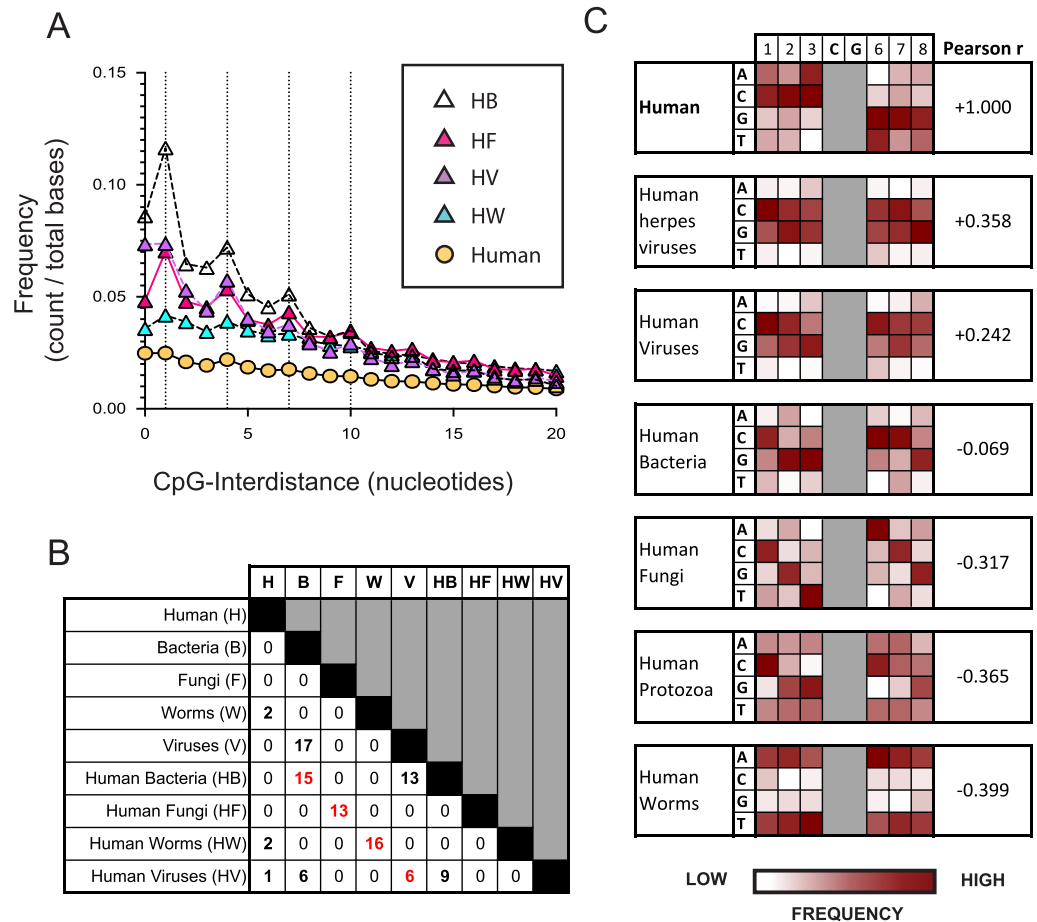 A
0.15
0.10
0.05
0.00
Frequency
(count / total bases)
0 5 10 15 20
CpG-Interdistance (nucleotides)
HB
HF
HV
HW
Human
B
H B F W V HB HF HW HV
Human (H)
Bacteria (B) 0
Fungi (F) 0 0
Worms (W) 2 0 0
Viruses (V) 0 17 0 0
Human Bacteria (HB) 0 15 0 0 13
Human Fungi (HF) 0 0 13 0 0 0
Human Worms (HW) 2 0 0 16 0 0 0
Human Viruses (HV) 1 6 0 0 6 9 0 0
C
1 2 3 C G 6 7 8 Pearson r
Human
A
C
G
T
+1.000
Human
herpes
viruses
A
C
G
T
+0.358
Human
Viruses
A
C
G
T
+0.242
Human
Bacteria
A
C
G
T
-0.069
Human
Fungi
A
C
G
T
-0.317
Human
Protozoa
A
C
G
T
-0.365
Human
Worms
A
C
G
T
-0.399
LOW HIGH
FREQUENCY